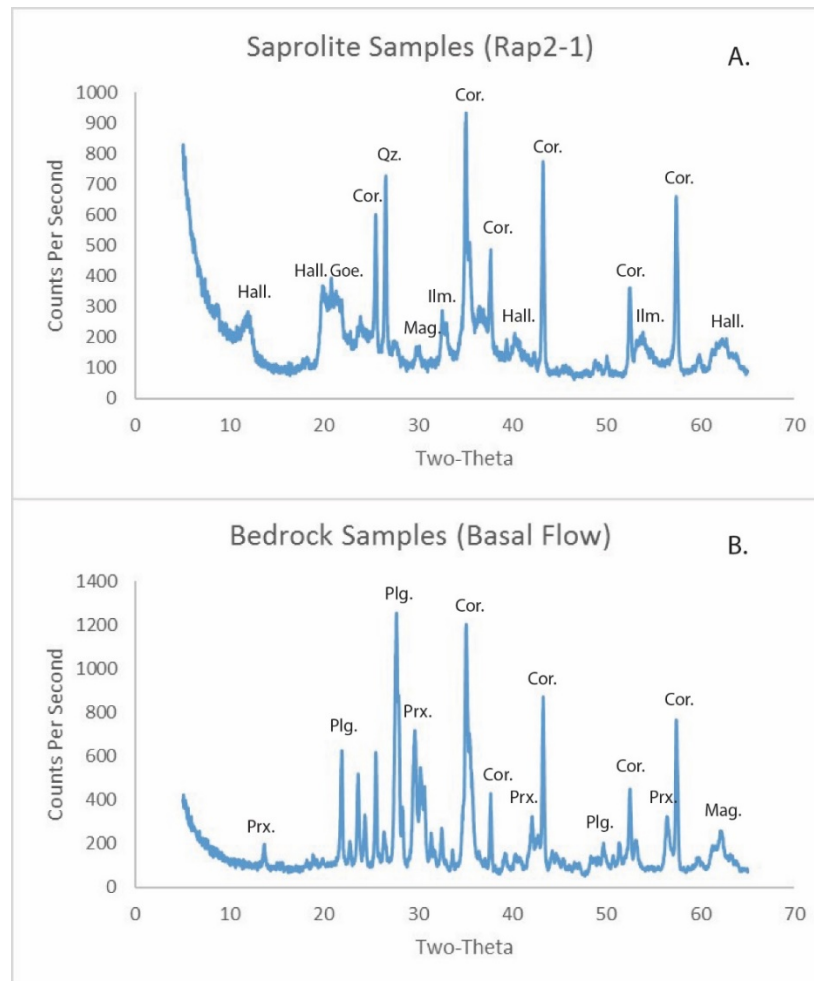 Saprolite Samples (Rap2-1)
A.
Counts Per Second
1000
900
800
700
600
500
400
300
200
100
0
Hall.
Hall.
Goe.
Cor.
Qz.
Mag.
Ilm.
Cor.
Cor.
Hall.
Cor.
Cor.
Ilm.
Cor.
Hall.
0 10 20 30 40 50 60 70
Two-Theta
Bedrock Samples (Basal Flow)
B.
Counts Per Second
1400
1200
1000
800
600
400
200
0
Prx.
Plg.
Plg.
Prx.
Cor.
Cor.
Prx.
Cor.
Plg.
Cor.
Prx.
Cor.
Mag.
0 10 20 30 40 50 60 70
Two-Theta